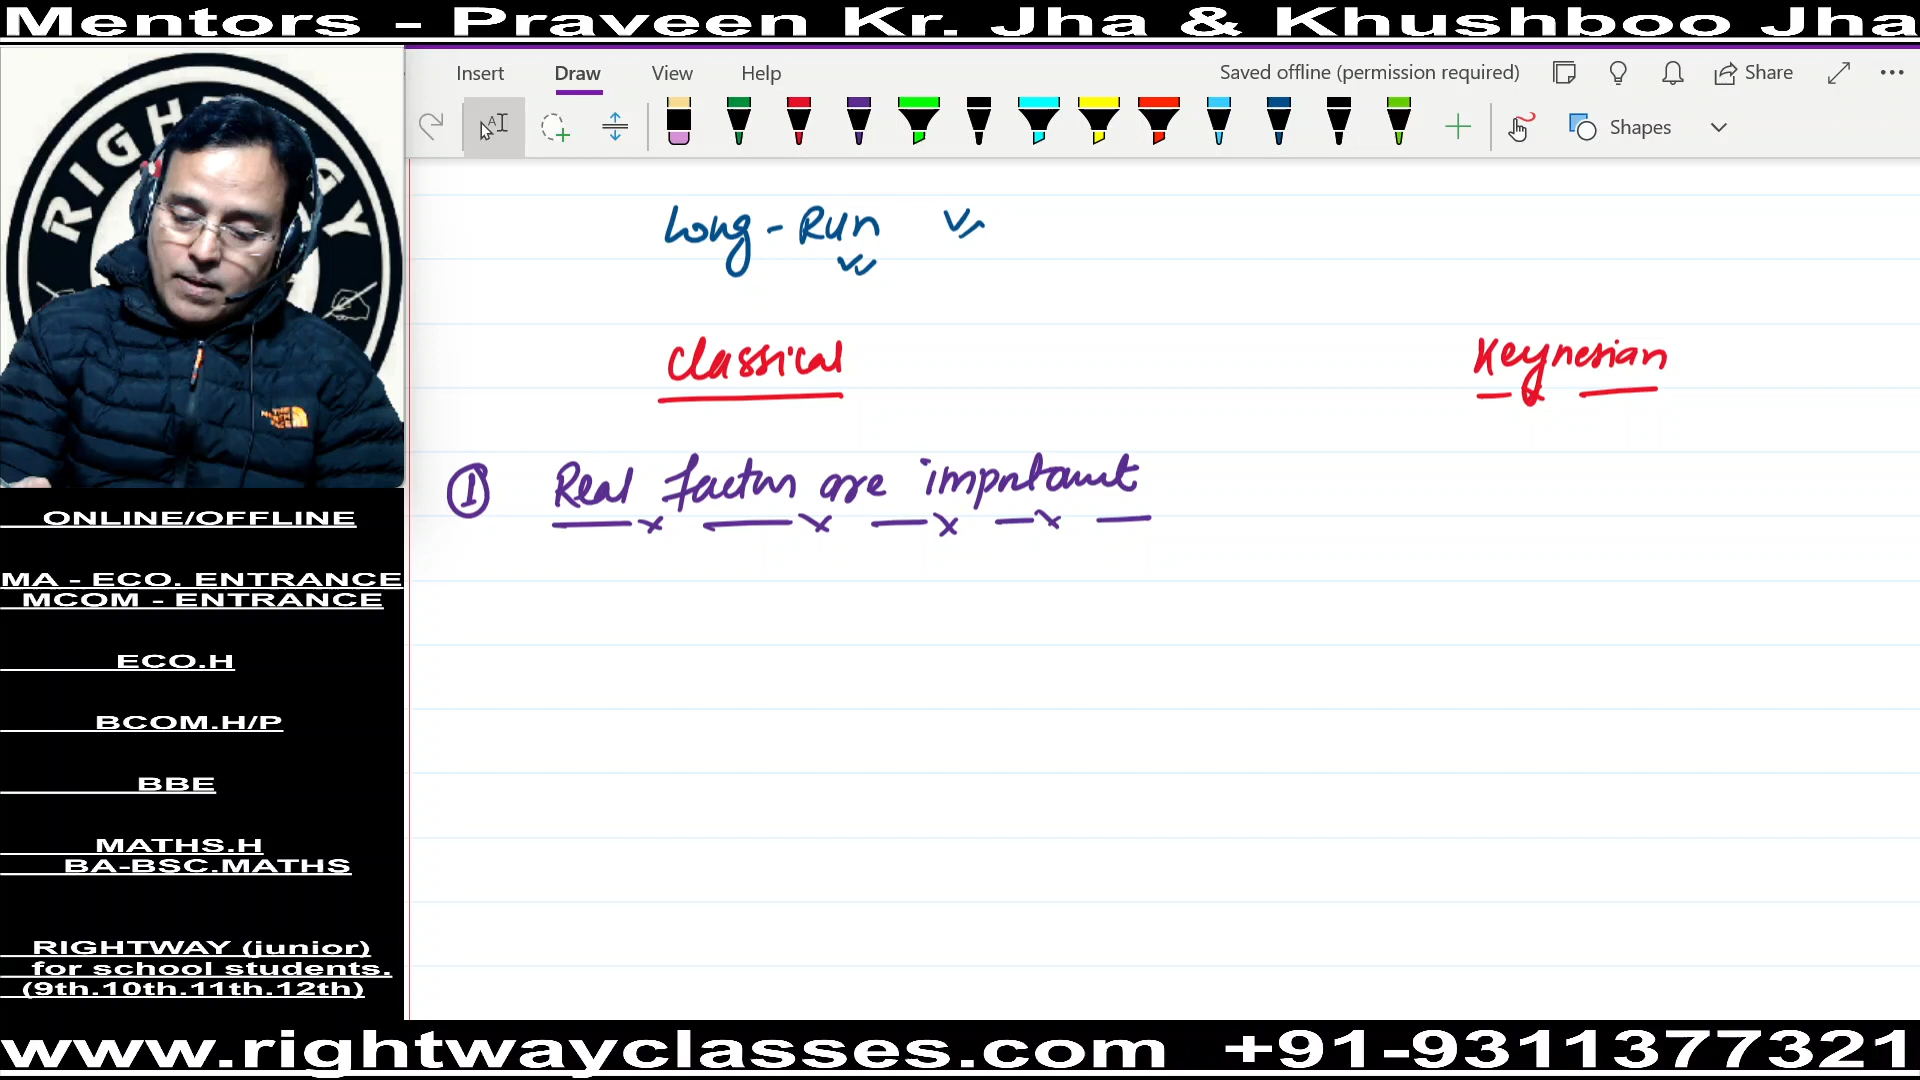 Mentors - Praveen Kr. Jha & Khushboo Jha
Insert Draw View Help Saved offline (permission required) Share
Shapes
Long - Run
Classical Keynesian
① Real factors are important
ONLINE/OFFLINE
MA - ECO. ENTRANCE
MCOM - ENTRANCE
ECO.H
BCOM.H/P
BBE
MATHS.H
BA-BSC.MATHS
RIGHTWAY (junior)
for school students.
(9th.10th.11th.12th)
www.rightwayclasses.com +91-9311377321